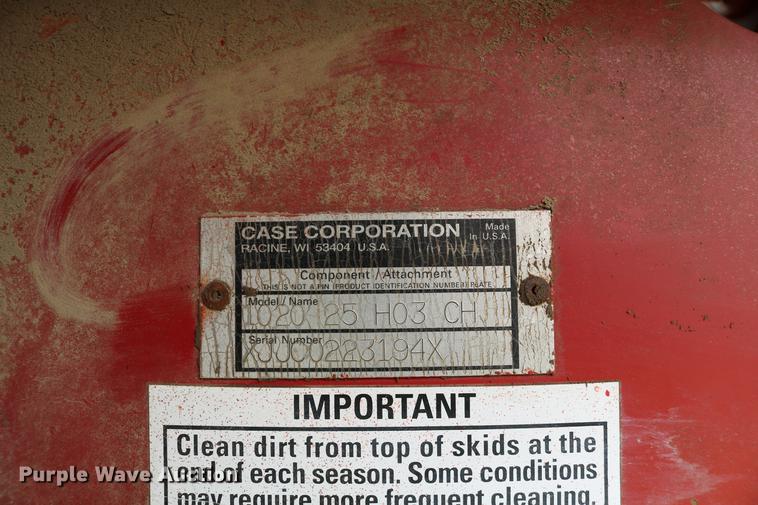 CASE CORPORATION
RACINE, WI 53404 U.S.A.
Made
In U.S.A.
Component / Attachment
THIS IS NOT A PIN (PRODUCT IDENTIFICATION NUMBER) PLATE
Model / Name
1020 25 H03 CH
Serial Number
XJJC0223194X
IMPORTANT
Clean dirt from top of skids at the
end of each season. Some conditions
may require more frequent cleaning.
Purple Wave Auction